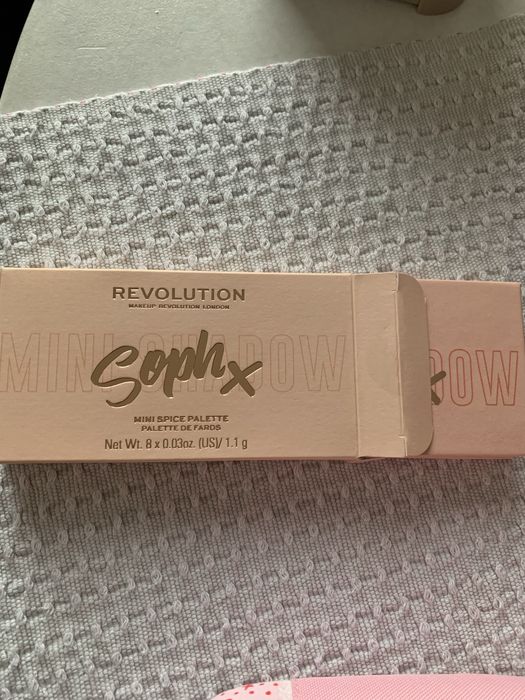 REVOLUTION
MAKEUP REVOLUTION LONDON
MINI SHADOW
Soph x
MINI SPICE PALETTE
PALETTE DE FARDS
Net Wt. 8 x 0.03oz. (US)/ 1.1 g
x
OW